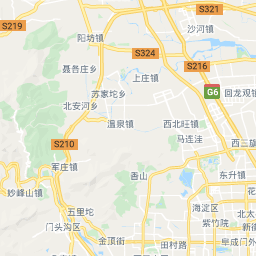 S321
S219
沙河镇
阳坊镇
S324
聂各庄乡
上庄镇
S216
苏家坨乡
G6
回龙观镇
北安河乡
温泉镇
西北旺镇
马连洼
S210
西二旗
军庄镇
香山
东升镇
妙峰山镇
海淀区
五里坨
紫竹院
北太
门头沟区
金顶街
阜成门外
田村路